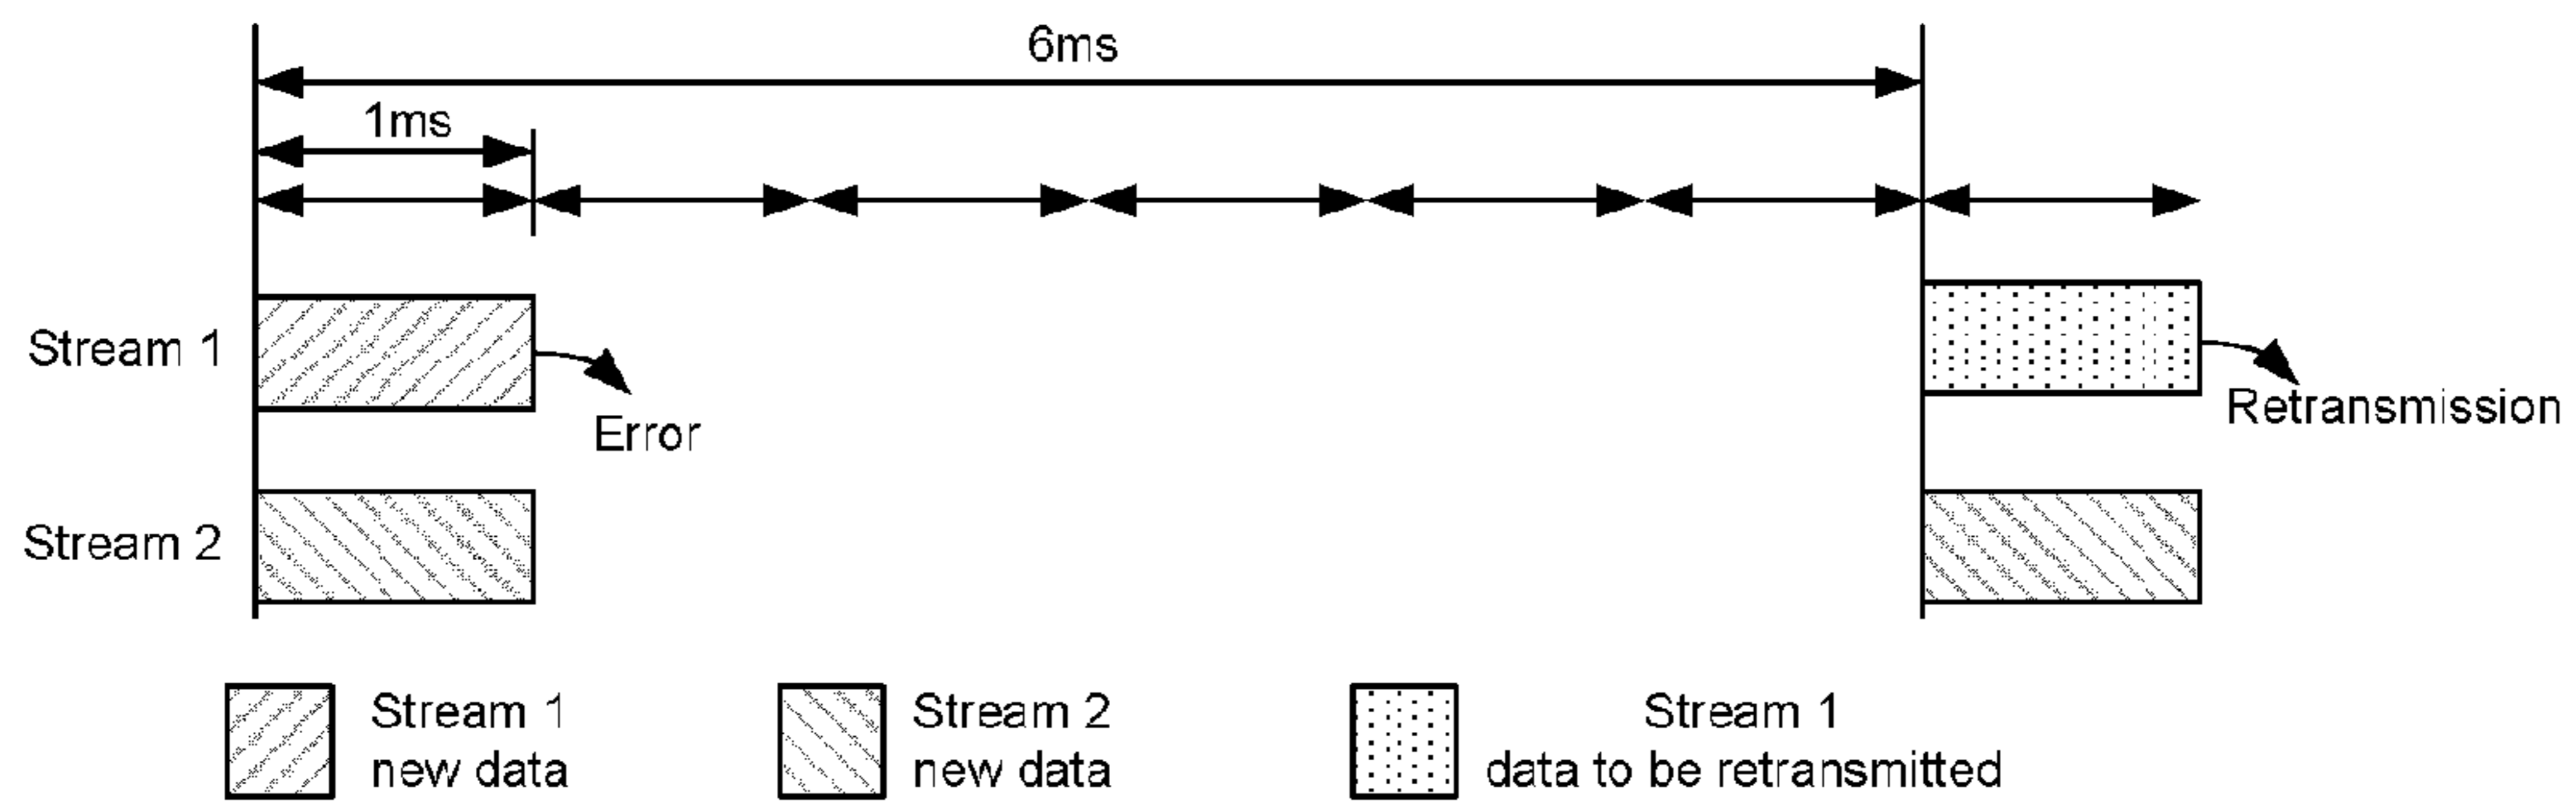 6ms
1ms
Stream 1
Error
Retransmission
Stream 2
Stream 1
new data
Stream 2
new data
Stream 1
data to be retransmitted